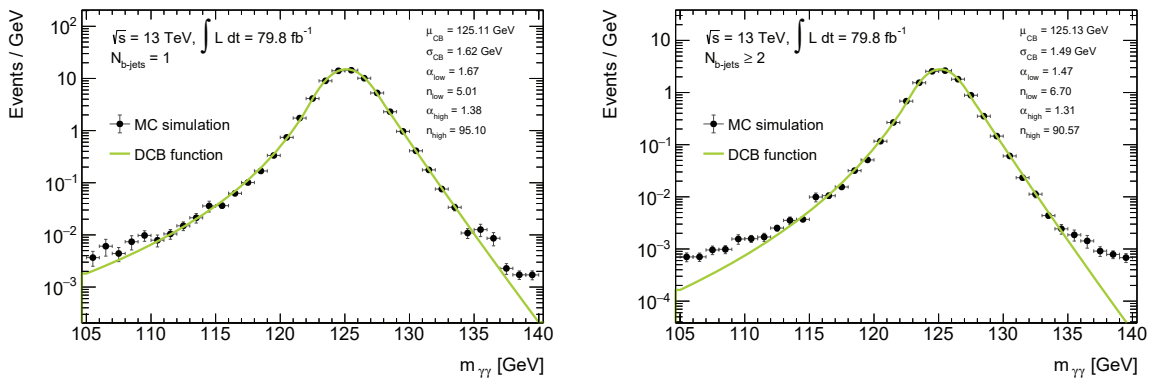 Events / GeV
10²
10
1
10⁻¹
10⁻²
10⁻³
√s = 13 TeV, ∫ L dt = 79.8 fb⁻¹
N_b-jets = 1
MC simulation
DCB function
μ_CB = 125.11 GeV
σ_CB = 1.62 GeV
α_low = 1.67
n_low = 5.01
α_high = 1.38
n_high = 95.10
105 110 115 120 125 130 135 140
m_γγ [GeV]
Events / GeV
10
1
10⁻¹
10⁻²
10⁻³
10⁻⁴
√s = 13 TeV, ∫ L dt = 79.8 fb⁻¹
N_b-jets ≥ 2
MC simulation
DCB function
μ_CB = 125.13 GeV
σ_CB = 1.49 GeV
α_low = 1.47
n_low = 6.70
α_high = 1.31
n_high = 90.57
105 110 115 120 125 130 135 140
m_γγ [GeV]